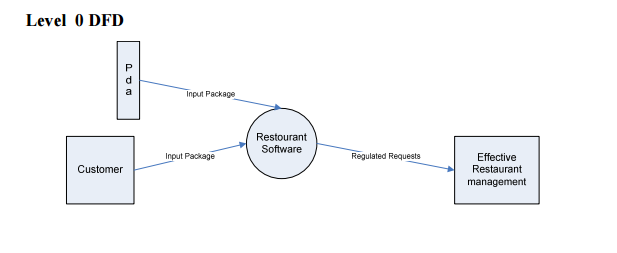 Level 0 DFD
P
d
a
Input Package
Restourant
Software
Customer
Input Package
Regulated Requests
Effective
Restaurant
management